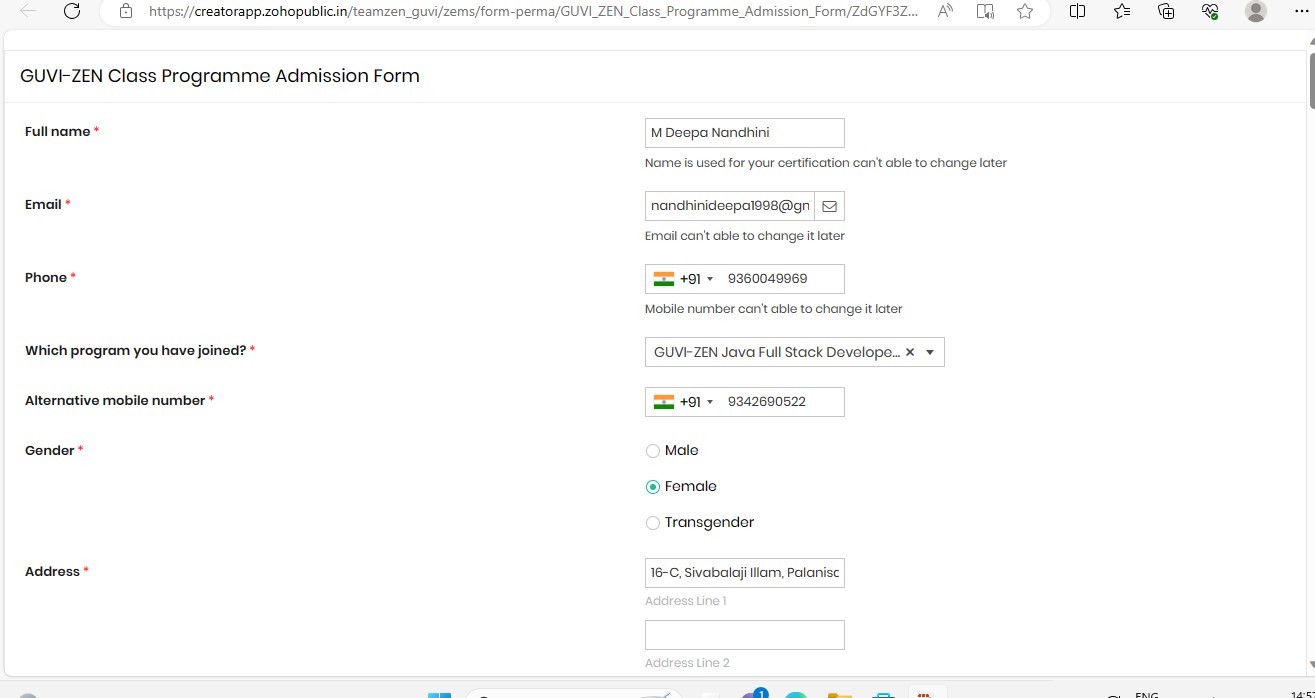 https://creatorapp.zohopublic.in/teamzen_guvi/zems/form-perma/GUVI_ZEN_Class_Programme_Admission_Form/ZdGYF3Z...
GUVI-ZEN Class Programme Admission Form
Full name *
M Deepa Nandhini
Name is used for your certification can't able to change later
Email *
nandhinideepa1998@gn
Email can't able to change it later
Phone *
+91 9360049969
Mobile number can't able to change it later
Which program you have joined? *
GUVI-ZEN Java Full Stack Develope...
Alternative mobile number *
+91 9342690522
Gender *
Male
Female
Transgender
Address *
16-C, Sivabalaji Illam, Palanisc
Address Line 1
Address Line 2
1
ENG